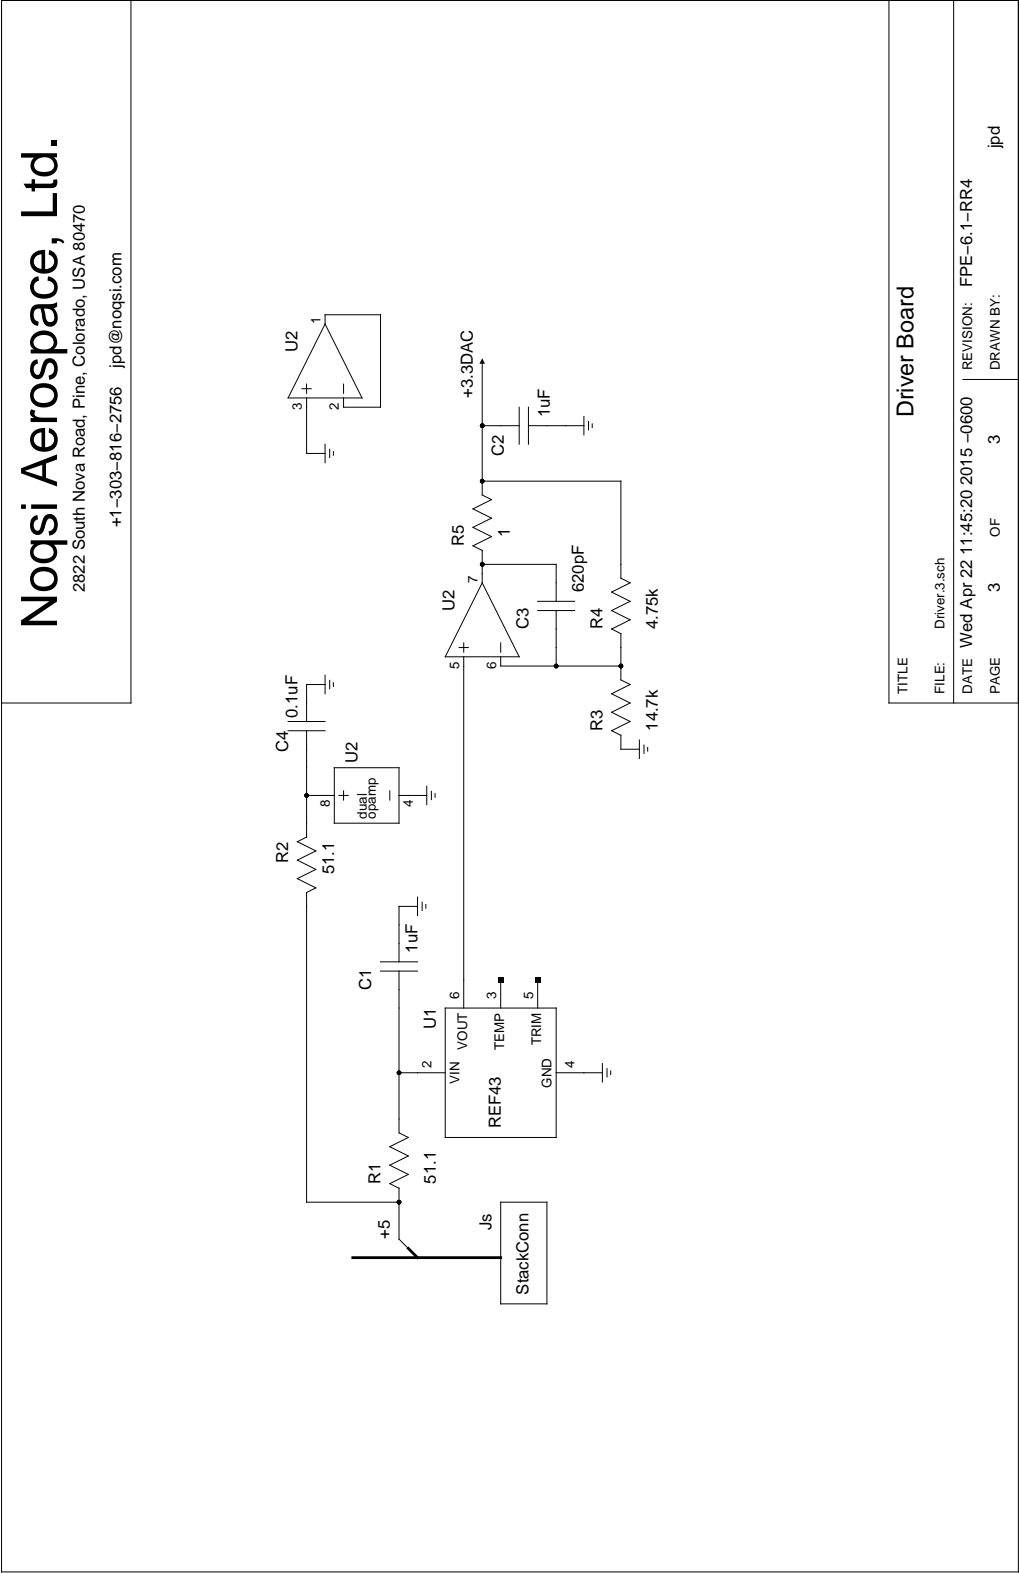 Noqsi Aerospace, Ltd.
2822 South Nova Road, Pine, Colorado, USA 80470
+1−303−816−2756 jpd@noqsi.com
U2
3
+
2
−
1
R2
51.1
C4
0.1uF
U2
8
+
dual
opamp
−
4
+5
R1
51.1
C1
1uF
Js
StackConn
U1
REF43
2
VIN
VOUT
6
TEMP
3
TRIM
5
GND
4
U2
5
+
6
−
7
R5
1
+3.3DAC
C2
1uF
C3
620pF
R4
4.75k
R3
14.7k
TITLE
Driver Board
FILE: Driver.3.sch
DATE Wed Apr 22 11:45:20 2015 −0600
REVISION: FPE−6.1−RR4
PAGE 3 OF 3
DRAWN BY: jpd